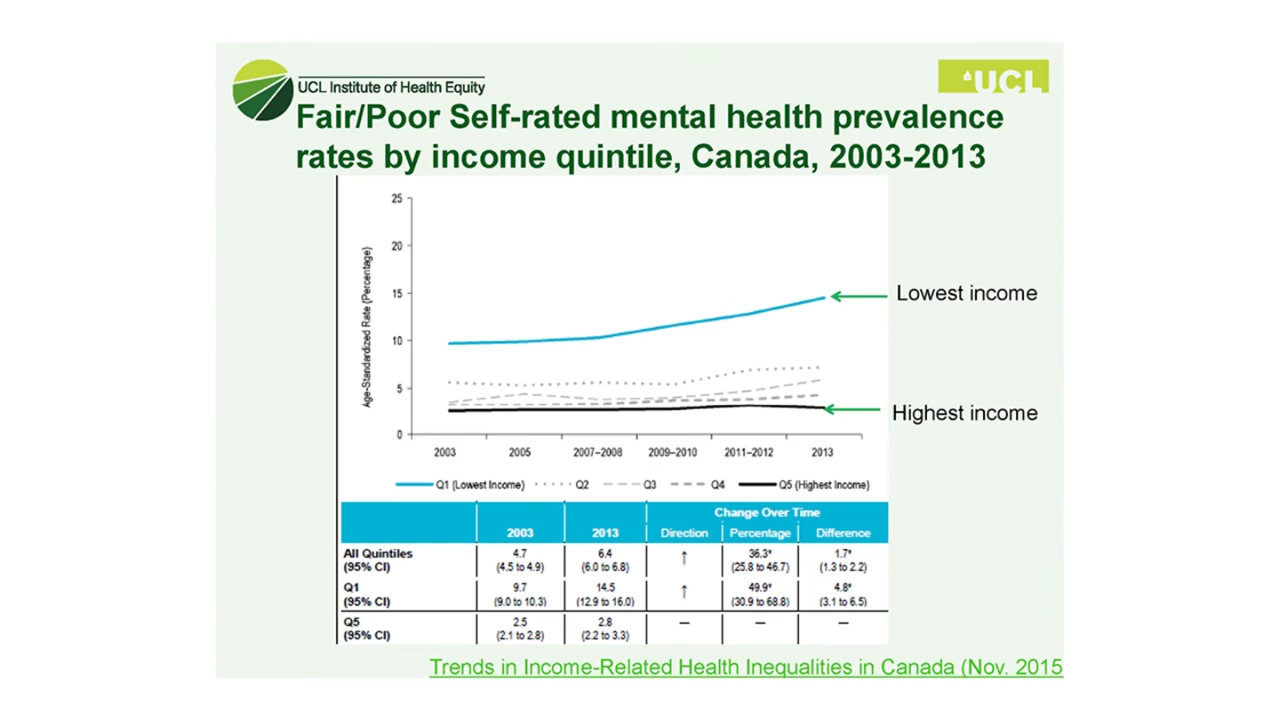 UCL Institute of Health Equity
UCL
Fair/Poor Self-rated mental health prevalence
rates by income quintile, Canada, 2003-2013
Age-Standardized Rate (Percentage)
25
20
15
10
5
0
Lowest income
Highest income
2003 2005 2007–2008 2009–2010 2011–2012 2013
Q1 (Lowest Income) Q2 Q3 Q4 Q5 (Highest Income)
Change Over Time
2003 2013 Direction Percentage Difference
All Quintiles 4.7 6.4 ↑ 36.3* 1.7*
(95% CI) (4.5 to 4.9) (6.0 to 6.8) (25.8 to 46.7) (1.3 to 2.2)
Q1 9.7 14.5 ↑ 49.9* 4.8*
(95% CI) (9.0 to 10.3) (12.9 to 16.0) (30.9 to 68.8) (3.1 to 6.5)
Q5 2.5 2.8 — — —
(95% CI) (2.1 to 2.8) (2.2 to 3.3)
Trends in Income-Related Health Inequalities in Canada (Nov. 2015